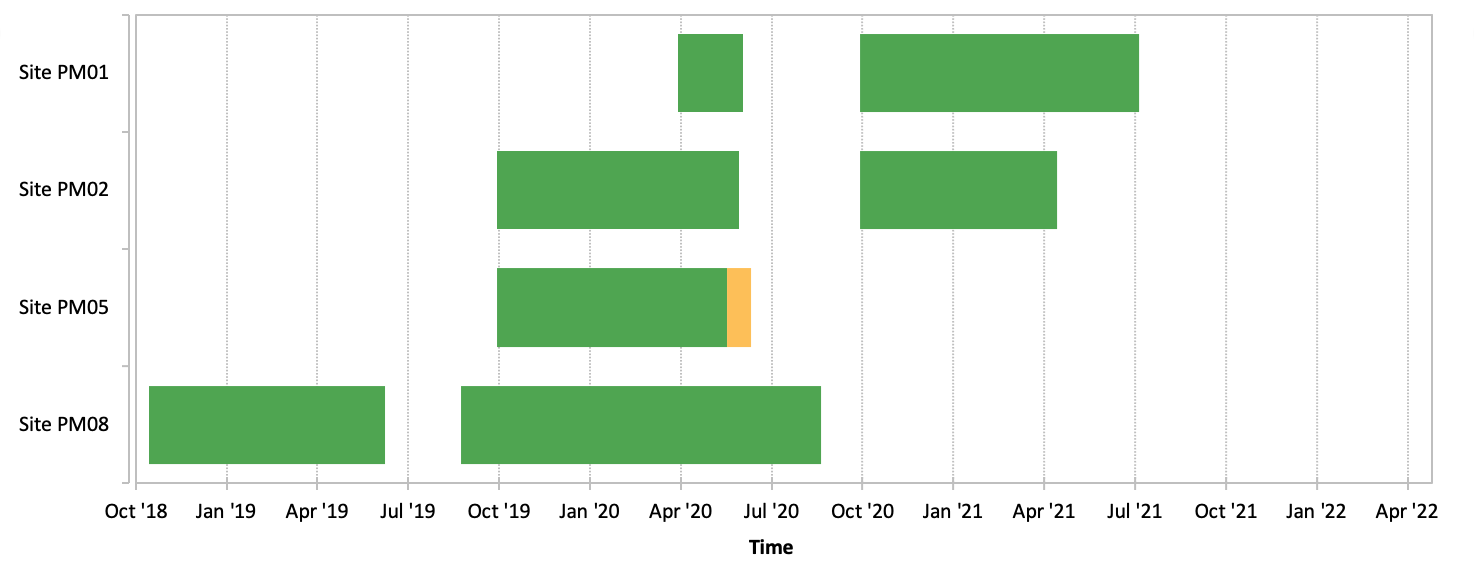 Site PM01
Site PM02
Site PM05
Site PM08
Oct '18 Jan '19 Apr '19 Jul '19 Oct '19 Jan '20 Apr '20 Jul '20 Oct '20 Jan '21 Apr '21 Jul '21 Oct '21 Jan '22 Apr '22
Time